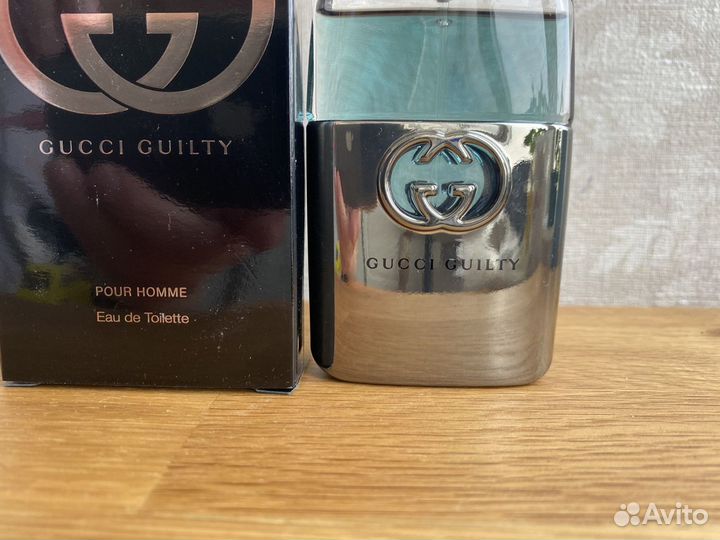 GUCCI GUILTY
POUR HOMME
Eau de Toilette
GUCCI GUILTY
Avito